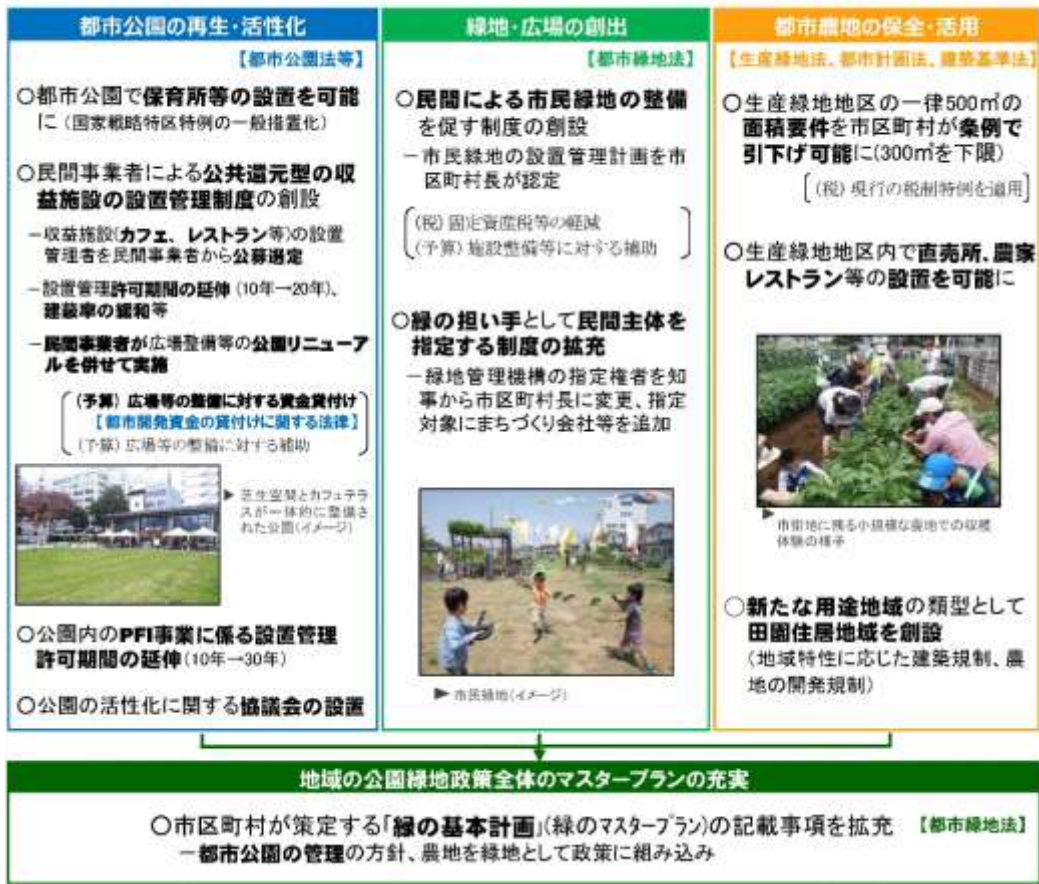 都市公園の再生・活性化
【都市公園法等】
○都市公園で保育所等の設置を可能
に(国家戦略特区特例の一般措置化)
○民間事業者による公共還元型の収
益施設の設置管理制度の創設
－収益施設(カフェ、レストラン等)の設置
管理者を民間事業者から公募選定
－設置管理許可期間の延伸(10年→20年)、
建蔽率の緩和等
－民間事業者が広場整備等の公園リニューア
ルを併せて実施
(予算) 広場等の整備に対する資金貸付け
【都市開発資金の貸付けに関する法律】
(予算) 広場等の整備に対する補助
▶ 芝生空間とカフェテラ
スが一体的に整備さ
れた公園(イメージ)
○公園内のPFI事業に係る設置管理
許可期間の延伸(10年→30年)
○公園の活性化に関する協議会の設置
緑地・広場の創出
【都市緑地法】
○民間による市民緑地の整備
を促す制度の創設
－市民緑地の設置管理計画を市
区町村長が認定
(税) 固定資産税等の軽減
(予算) 施設整備等に対する補助
○緑の担い手として民間主体を
指定する制度の拡充
－緑地管理機構の指定権者を知
事から市区町村長に変更、指定
対象にまちづくり会社等を追加
▶ 市民緑地(イメージ)
都市農地の保全・活用
【生産緑地法、都市計画法、建築基準法】
○生産緑地地区の一律500㎡の
面積要件を市区町村が条例で
引下げ可能に(300㎡を下限)
(税) 現行の税制特例を適用
○生産緑地地区内で直売所、農家
レストラン等の設置を可能に
▶ 市街地に残る小規模な農地での収穫
体験の様子
○新たな用途地域の類型として
田園住居地域を創設
(地域特性に応じた建築規制、農
地の開発規制)
地域の公園緑地政策全体のマスタープランの充実
○市区町村が策定する「緑の基本計画」(緑のマスタープラン)の記載事項を拡充 【都市緑地法】
－都市公園の管理の方針、農地を緑地として政策に組み込み